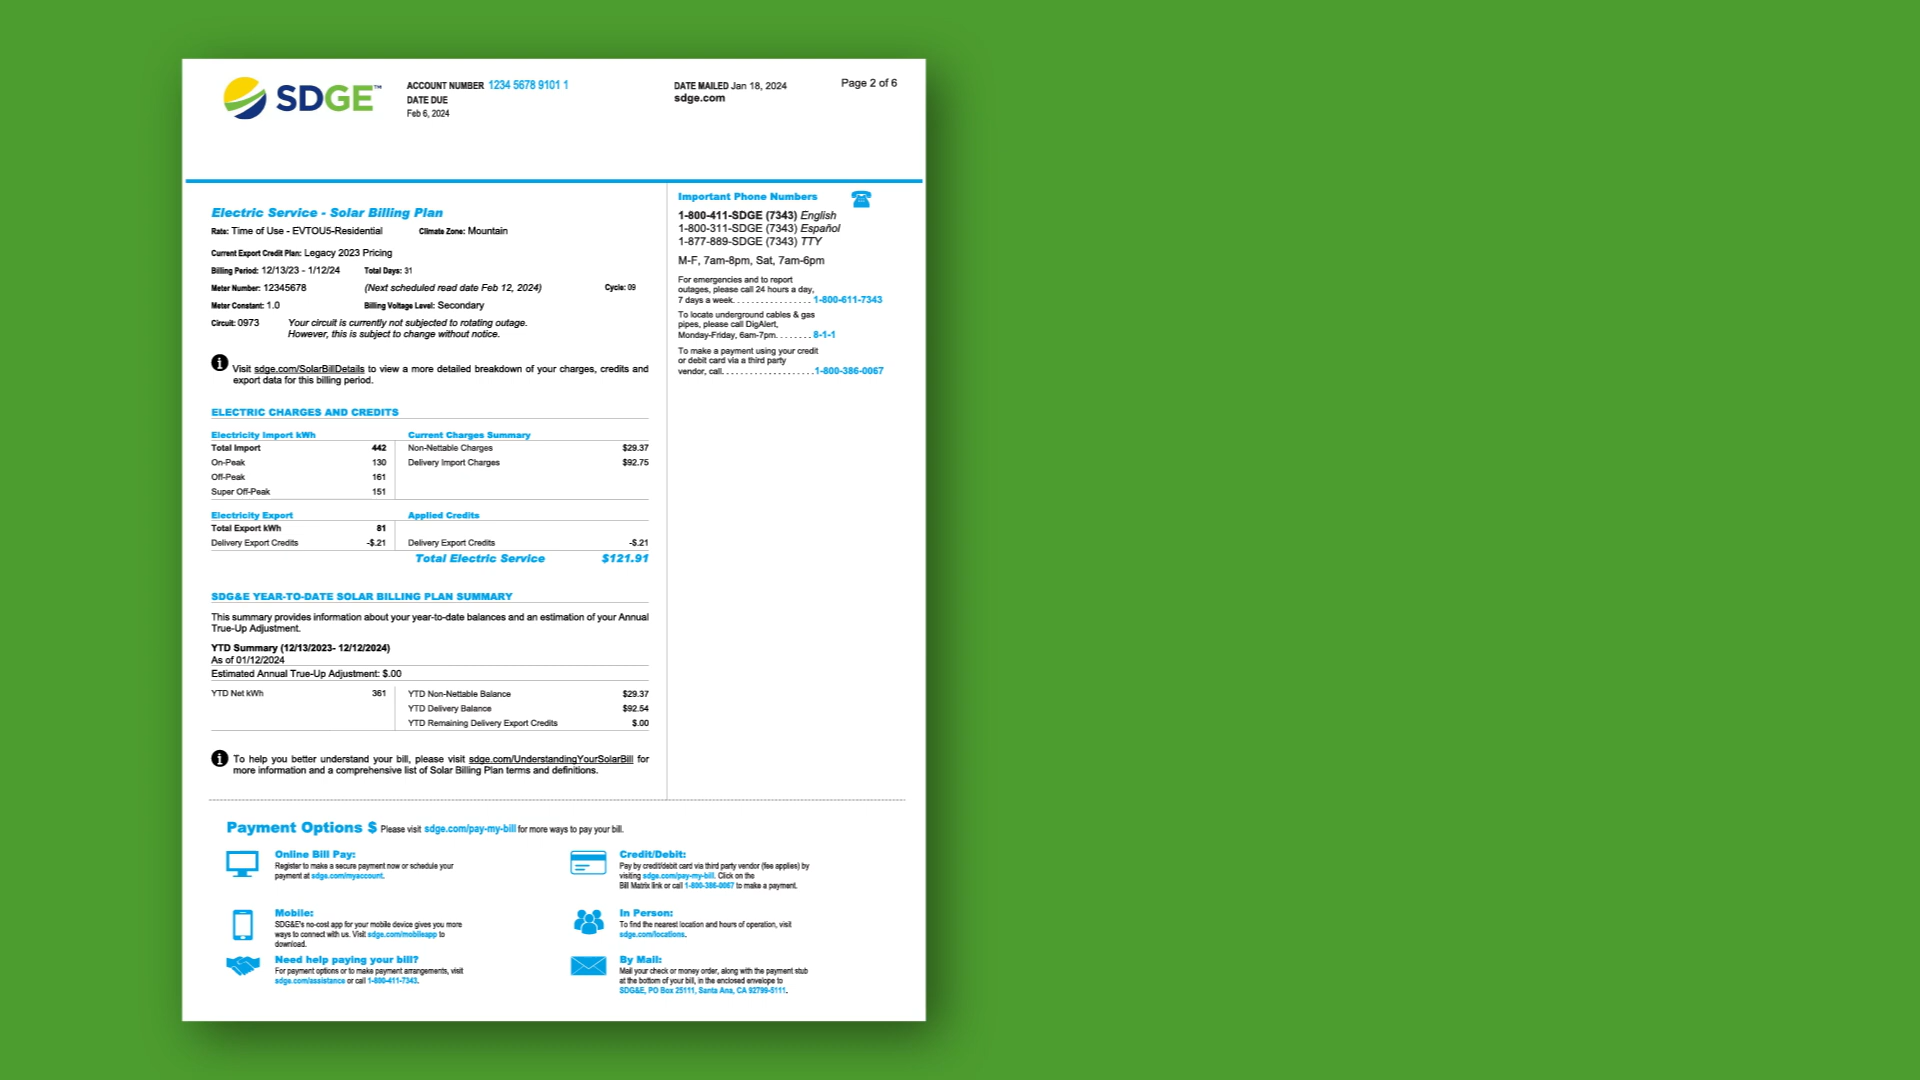 SDGE™
ACCOUNT NUMBER 1234 5678 9101 1
DATE DUE
Feb 6, 2024
DATE MAILED Jan 18, 2024
sdge.com
Page 2 of 6
Electric Service - Solar Billing Plan
Rate: Time of Use - EVTOU5-Residential Climate Zone: Mountain
Current Export Credit Plan: Legacy 2023 Pricing
Billing Period: 12/13/23 - 1/12/24 Total Days: 31
Meter Number: 12345678 (Next scheduled read date Feb 12, 2024) Cycle: 09
Meter Constant: 1.0 Billing Voltage Level: Secondary
Circuit: 0973 Your circuit is currently not subjected to rotating outage.
However, this is subject to change without notice.
Visit sdge.com/SolarBillDetails to view a more detailed breakdown of your charges, credits and
export data for this billing period.
ELECTRIC CHARGES AND CREDITS
Electricity Import kWh Current Charges Summary
Total Import 442 Non-Nettable Charges $29.37
On-Peak 130 Delivery Import Charges $92.75
Off-Peak 161
Super Off-Peak 151
Electricity Export Applied Credits
Total Export kWh 81
Delivery Export Credits -$.21 Delivery Export Credits -$.21
Total Electric Service $121.91
SDG&E YEAR-TO-DATE SOLAR BILLING PLAN SUMMARY
This summary provides information about your year-to-date balances and an estimation of your Annual
True-Up Adjustment.
YTD Summary (12/13/2023- 12/12/2024)
As of 01/12/2024
Estimated Annual True-Up Adjustment: $.00
YTD Net kWh 361 YTD Non-Nettable Balance $29.37
YTD Delivery Balance $92.54
YTD Remaining Delivery Export Credits $.00
To help you better understand your bill, please visit sdge.com/UnderstandingYourSolarBill for
more information and a comprehensive list of Solar Billing Plan terms and definitions.
Important Phone Numbers
1-800-411-SDGE (7343) English
1-800-311-SDGE (7343) Español
1-877-889-SDGE (7343) TTY
M-F, 7am-8pm, Sat, 7am-6pm
For emergencies and to report
outages, please call 24 hours a day,
7 days a week. . . . . . . . . . . . . . . . . 1-800-611-7343
To locate underground cables & gas
pipes, please call DigAlert,
Monday-Friday, 6am-7pm. . . . . . . . 8-1-1
To make a payment using your credit
or debit card via a third party
vendor, call. . . . . . . . . . . . . . . . . . . .1-800-386-0067
Payment Options $ Please visit sdge.com/pay-my-bill for more ways to pay your bill.
Online Bill Pay:
Register to make a secure payment now or schedule your
payment at sdge.com/myaccount.
Mobile:
SDG&E's no-cost app for your mobile device gives you more
ways to connect with us. Visit sdge.com/mobileapp to
download.
Need help paying your bill?
For payment options or to make payment arrangements, visit
sdge.com/assistance or call 1-800-411-7343.
Credit/Debit:
Pay by credit/debit card via third party vendor (fee applies) by
visiting sdge.com/pay-my-bill. Click on the
Bill Matrix link or call 1-800-386-0067 to make a payment.
In Person:
To find the nearest location and hours of operation, visit
sdge.com/locations.
By Mail:
Mail your check or money order, along with the payment stub
at the bottom of your bill, in the enclosed envelope to
SDG&E, PO Box 25111, Santa Ana, CA 92799-5111.